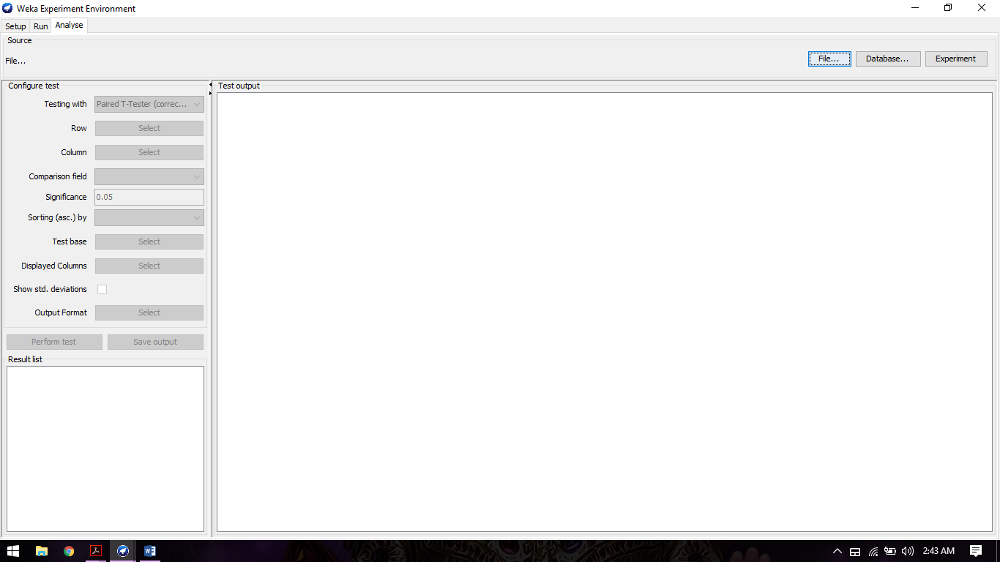 Weka Experiment Environment
Setup Run Analyse
Source
File...
File... Database... Experiment
Configure test
Testing with Paired T-Tester (correc...
Row Select
Column Select
Comparison field
Significance 0.05
Sorting (asc.) by
Test base Select
Displayed Columns Select
Show std. deviations
Output Format Select
Perform test Save output
Result list
Test output
2:43 AM